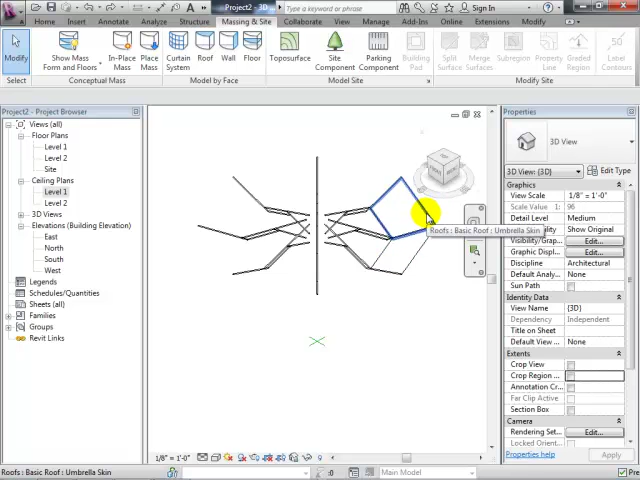 Project2 - 3D
Type a keyword or phrase
Sign In
Home
Insert
Annotate
Analyze
Structure
Massing & Site
Collaborate
View
Manage
Add-Ins
Online
Extensions
Modify
Modify
Show Mass
Form and Floors
In-Place
Mass
Place
Mass
Curtain
System
Roof
Wall
Floor
Toposurface
Site
Component
Parking
Component
Building
Pad
Split
Surface
Merge
Surfaces
Subregion
Property
Line
Graded
Region
Label
Contours
Select
Conceptual Mass
Model by Face
Model Site
Modify Site
Project2 - Project Browser
Views (all)
Floor Plans
Level 1
Level 2
Site
Ceiling Plans
Level 1
Level 2
3D Views
Elevations (Building Elevation)
East
North
South
West
Legends
Schedules/Quantities
Sheets (all)
Families
Groups
Revit Links
Roofs : Basic Roof : Umbrella Skin
Properties
3D View
3D View: {3D}
Edit Type
Graphics
View Scale
1/8" = 1'-0"
Scale Value 1:
96
Detail Level
Medium
Show Original
Visibility/Grap...
Edit...
Graphic Displ...
Edit...
Discipline
Architectural
Default Analy...
None
Sun Path
Identity Data
View Name
{3D}
Dependency
Independent
Title on Sheet
Default View ...
None
Extents
Crop View
Crop Region ...
Annotation Cr...
Far Clip Active
Section Box
Camera
Rendering Set...
Edit...
Locked Orient...
Properties help
Apply
1/8" = 1'-0"
Roofs : Basic Roof : Umbrella Skin
:0
Main Model